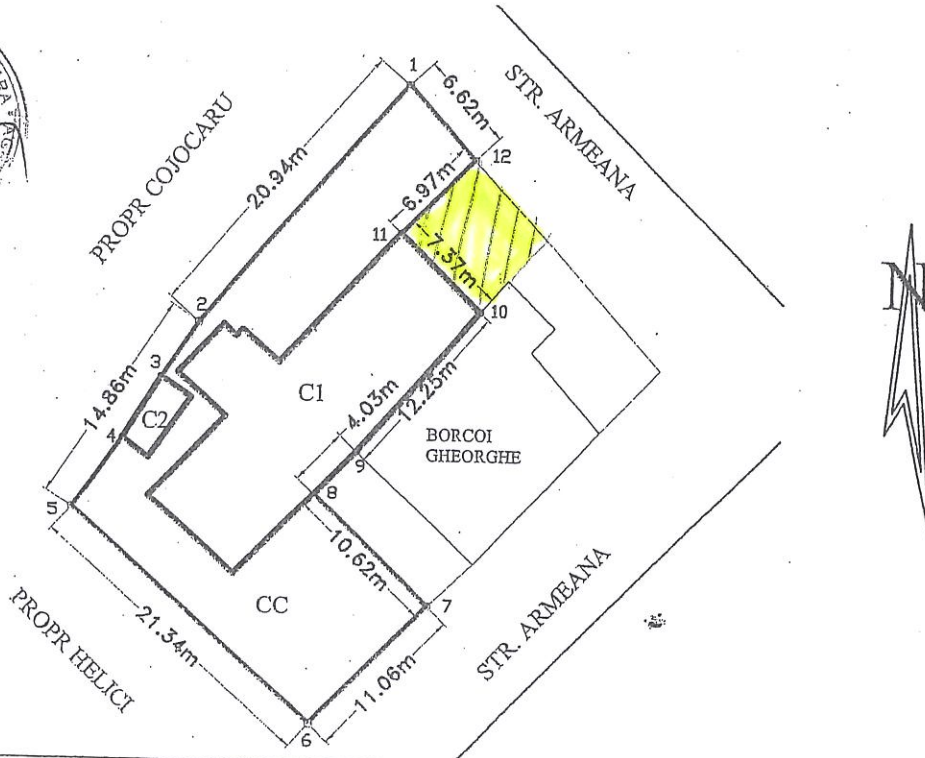 1
6.62m
12
STR. ARMEANA
PROPR COJOCARU
20.94m
6.97m
11
7.37m
10
N
2
3
14.86m
C2
4
C1
4.03m
12.25m
BORCOI
GHEORGHE
9
8
5
10.62m
CC
7
PROPR HELICI
21.34m
11.06m
STR. ARMEANA
6